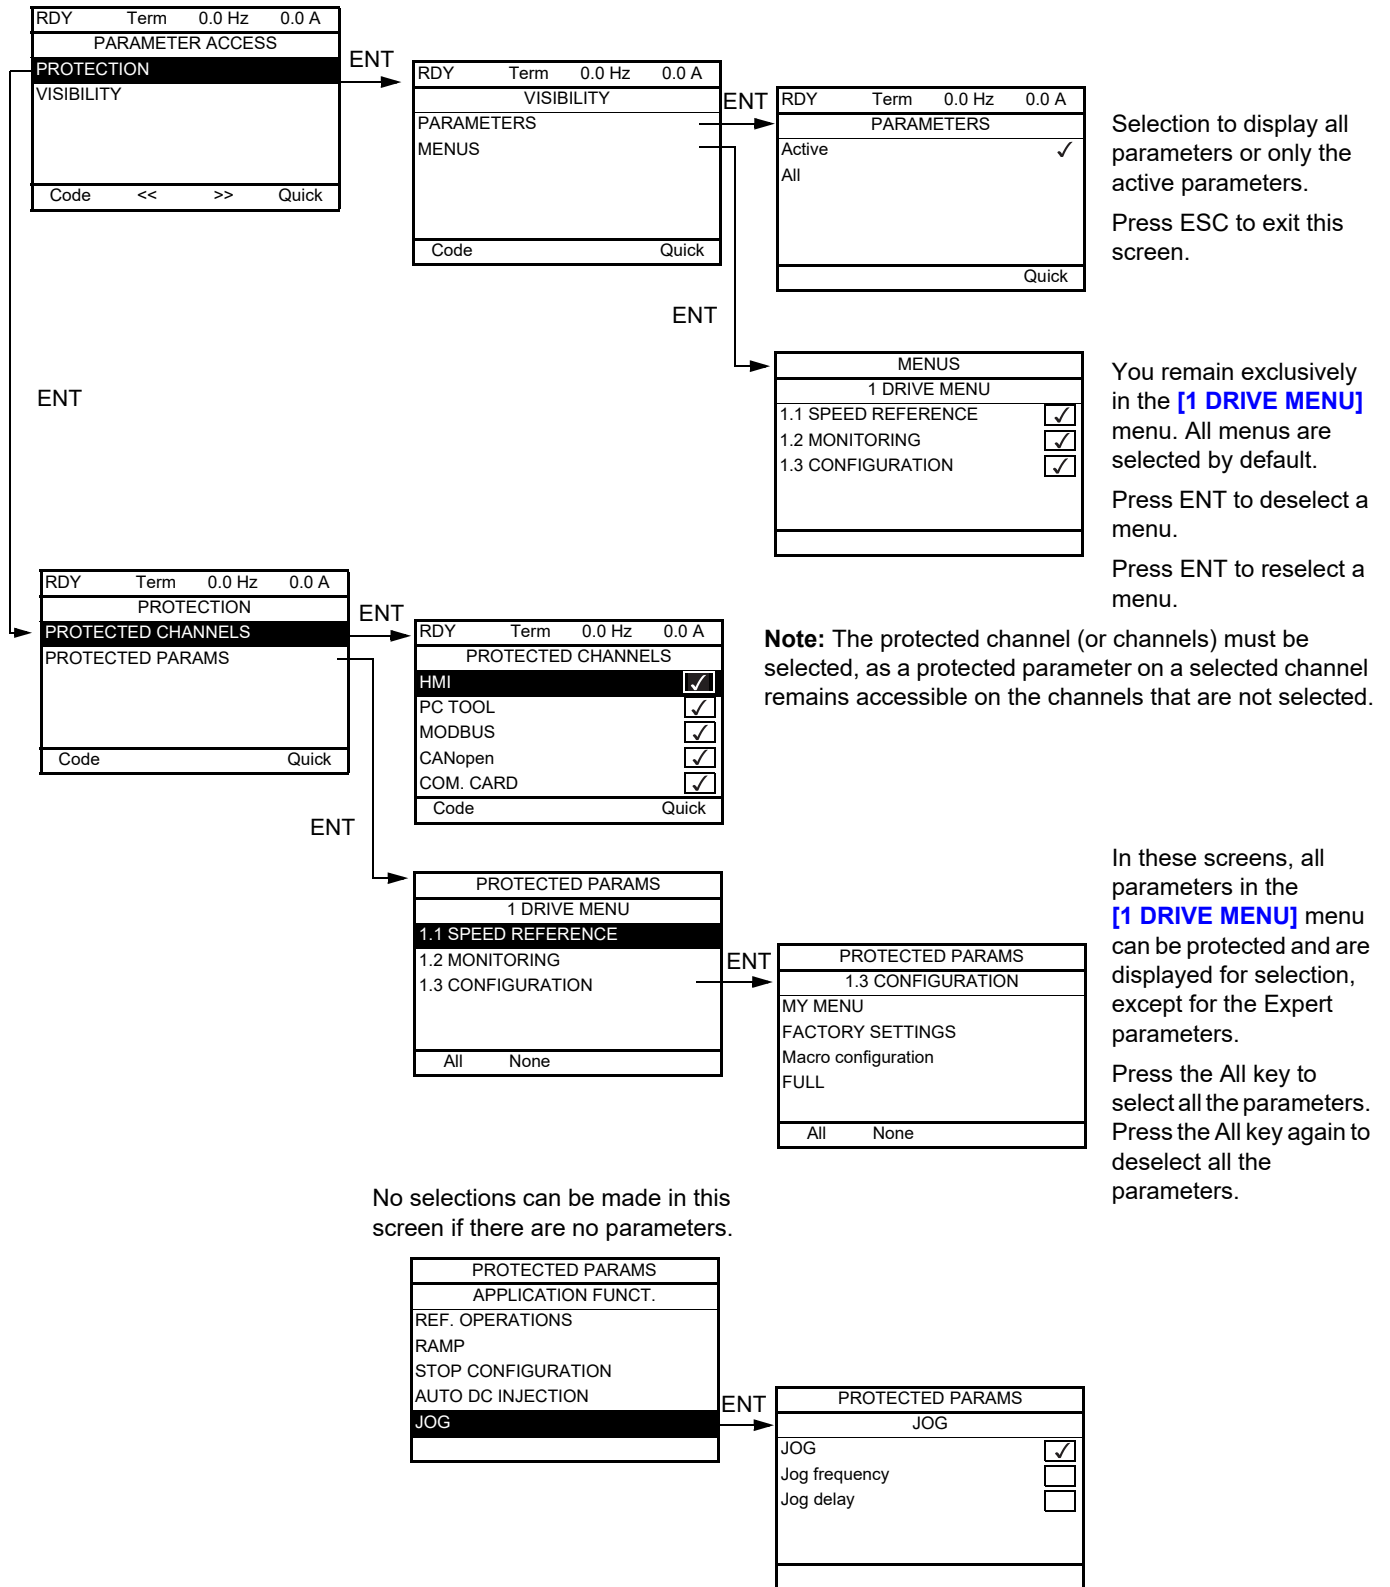 RDY Term 0.0 Hz 0.0 A
PARAMETER ACCESS
PROTECTION
VISIBILITY
Code << >> Quick
ENT
RDY Term 0.0 Hz 0.0 A
VISIBILITY
PARAMETERS
MENUS
Code Quick
ENT
RDY Term 0.0 Hz 0.0 A
PARAMETERS
Active ✓
All
Quick
Selection to display all
parameters or only the
active parameters.
Press ESC to exit this
screen.
ENT
MENUS
1 DRIVE MENU
1.1 SPEED REFERENCE ✓
1.2 MONITORING ✓
1.3 CONFIGURATION ✓
You remain exclusively
in the [1 DRIVE MENU]
menu. All menus are
selected by default.
Press ENT to deselect a
menu.
Press ENT to reselect a
menu.
ENT
RDY Term 0.0 Hz 0.0 A
PROTECTION
PROTECTED CHANNELS
PROTECTED PARAMS
Code Quick
ENT
RDY Term 0.0 Hz 0.0 A
PROTECTED CHANNELS
HMI ✓
PC TOOL ✓
MODBUS ✓
CANopen ✓
COM. CARD ✓
Code Quick
Note: The protected channel (or channels) must be
selected, as a protected parameter on a selected channel
remains accessible on the channels that are not selected.
ENT
PROTECTED PARAMS
1 DRIVE MENU
1.1 SPEED REFERENCE
1.2 MONITORING
1.3 CONFIGURATION
All None
ENT
PROTECTED PARAMS
1.3 CONFIGURATION
MY MENU
FACTORY SETTINGS
Macro configuration
FULL
All None
In these screens, all
parameters in the
[1 DRIVE MENU] menu
can be protected and are
displayed for selection,
except for the Expert
parameters.
Press the All key to
select all the parameters.
Press the All key again to
deselect all the
parameters.
No selections can be made in this
screen if there are no parameters.
PROTECTED PARAMS
APPLICATION FUNCT.
REF. OPERATIONS
RAMP
STOP CONFIGURATION
AUTO DC INJECTION
JOG
ENT
PROTECTED PARAMS
JOG
JOG ✓
Jog frequency
Jog delay